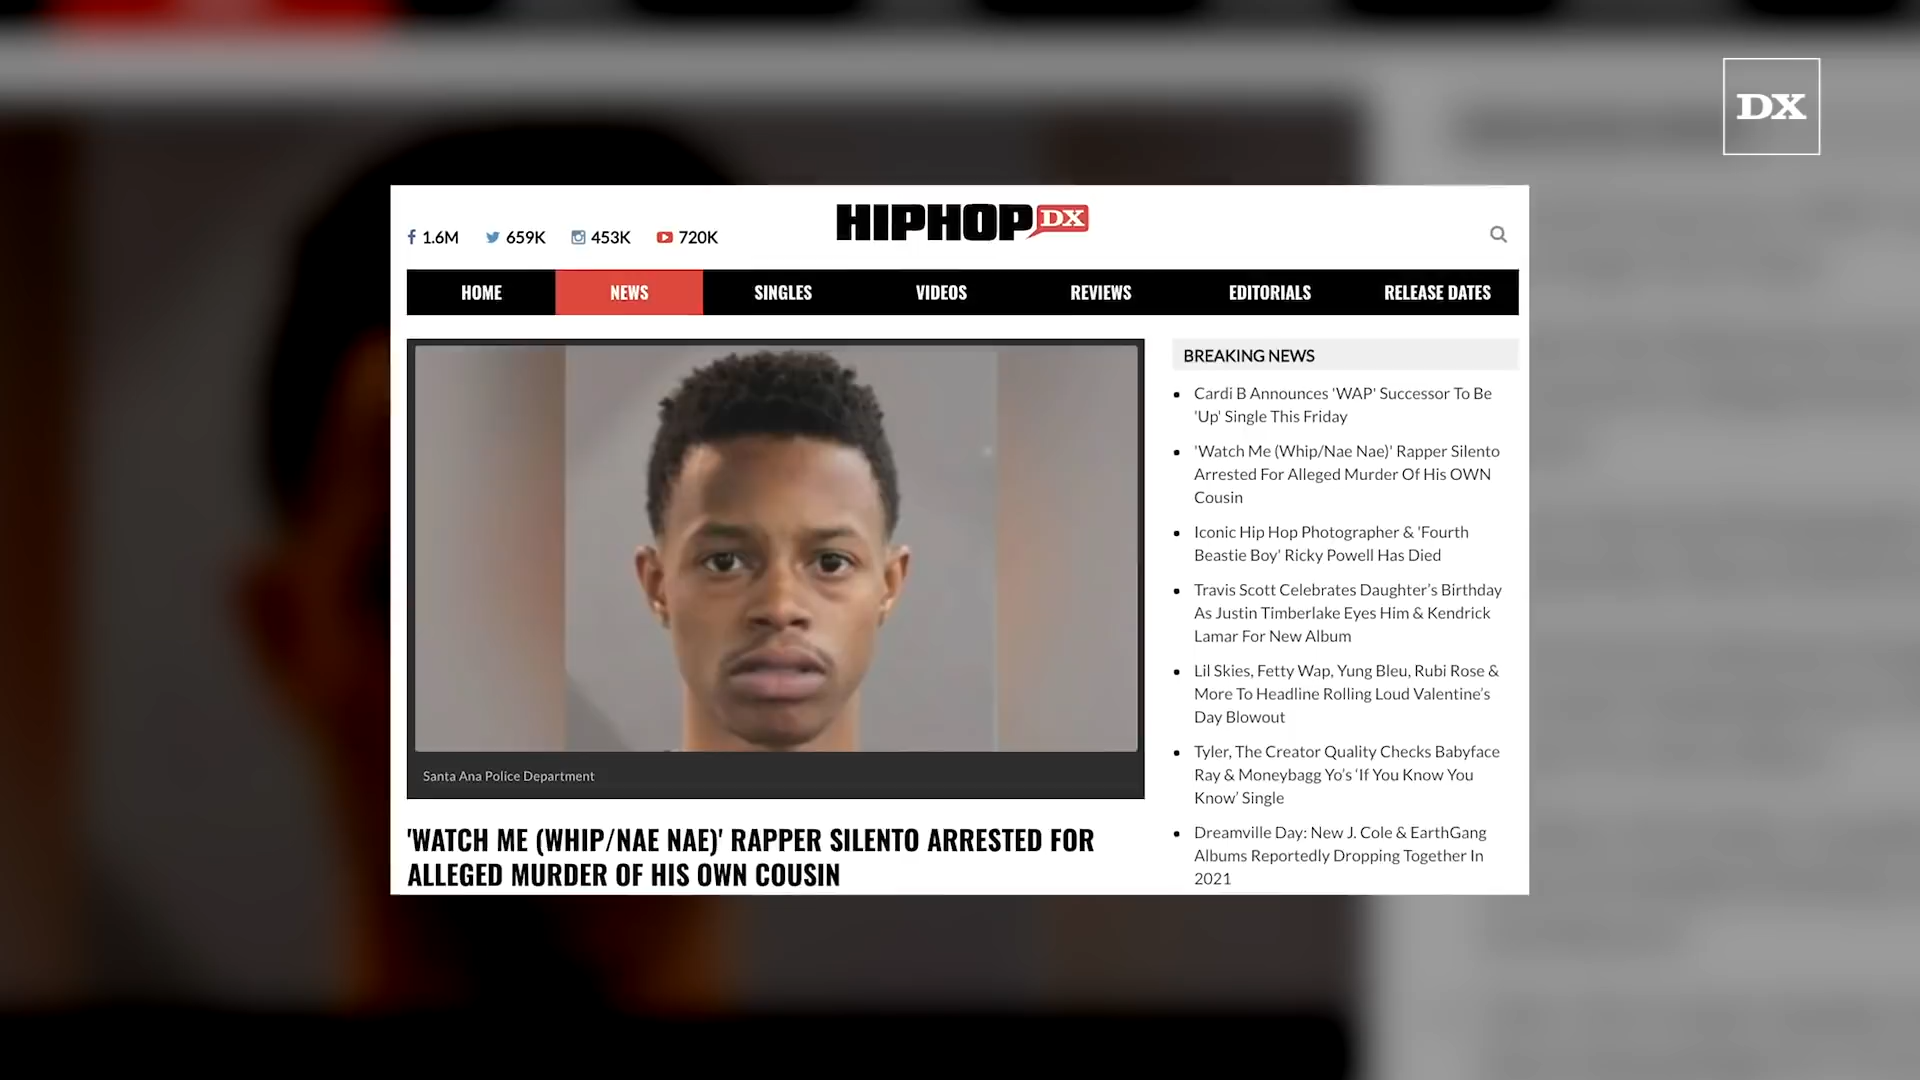 DX
1.6M 659K 453K 720K
HIPHOPDX
HOME NEWS SINGLES VIDEOS REVIEWS EDITORIALS RELEASE DATES
Santa Ana Police Department
'WATCH ME (WHIP/NAE NAE)' RAPPER SILENTO ARRESTED FOR
ALLEGED MURDER OF HIS OWN COUSIN
BREAKING NEWS
Cardi B Announces 'WAP' Successor To Be
'Up' Single This Friday
'Watch Me (Whip/Nae Nae)' Rapper Silento
Arrested For Alleged Murder Of His OWN
Cousin
Iconic Hip Hop Photographer & 'Fourth
Beastie Boy' Ricky Powell Has Died
Travis Scott Celebrates Daughter’s Birthday
As Justin Timberlake Eyes Him & Kendrick
Lamar For New Album
Lil Skies, Fetty Wap, Yung Bleu, Rubi Rose &
More To Headline Rolling Loud Valentine’s
Day Blowout
Tyler, The Creator Quality Checks Babyface
Ray & Moneybagg Yo’s ‘If You Know You
Know’ Single
Dreamville Day: New J. Cole & EarthGang
Albums Reportedly Dropping Together In
2021